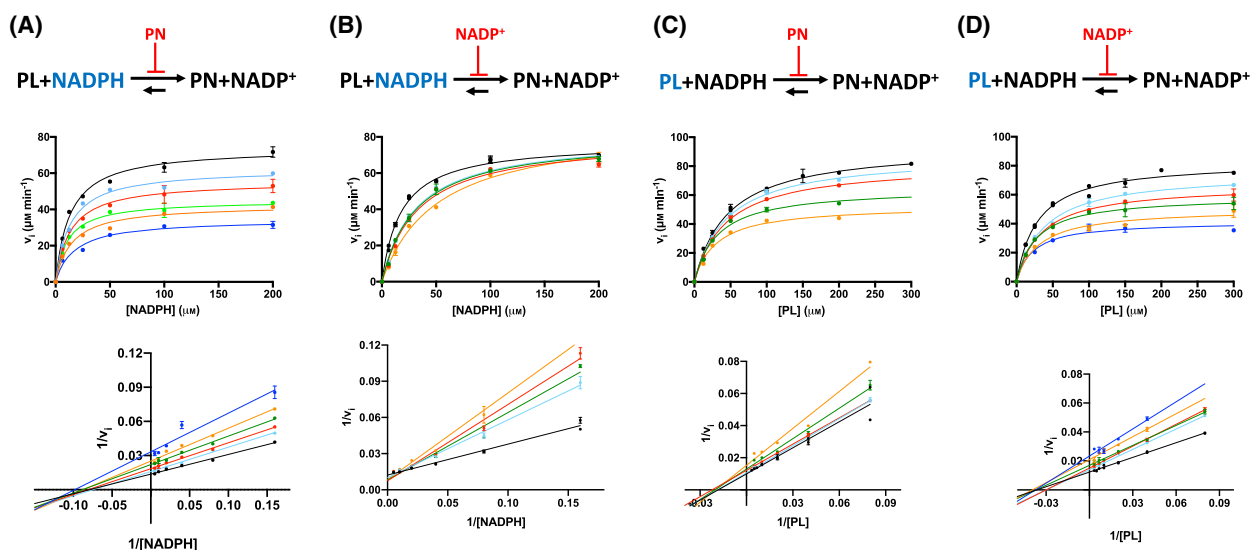 (A)
PN
PL+NADPH
PN+NADP⁺
(B)
NADP⁺
PL+NADPH
PN+NADP⁺
(C)
PN
PL+NADPH
PN+NADP⁺
(D)
NADP⁺
PL+NADPH
PN+NADP⁺
80
60
40
20
0
vᵢ (μM min⁻¹)
0
50
100
150
200
[NADPH] (μM)
80
60
40
20
0
vᵢ (μM min⁻¹)
0
50
100
150
200
[NADPH] (μM)
100
80
60
40
20
0
vᵢ (μM min⁻¹)
0
50
100
150
200
250
300
[PL] (μM)
100
80
60
40
20
0
vᵢ (μM min⁻¹)
0
50
100
150
200
250
300
[PL] (μM)
0.12
0.09
0.06
0.03
1/vᵢ
-0.10
-0.05
0.05
0.10
0.15
1/[NADPH]
0.12
0.09
0.06
0.03
0.00
1/vᵢ
0.00
0.05
0.10
0.15
0.20
1/[NADPH]
0.08
0.06
0.04
0.02
1/vᵢ
-0.03
0.00
0.03
0.06
0.09
1/[PL]
0.08
0.06
0.04
0.02
1/vᵢ
-0.03
0.00
0.03
0.06
0.09
1/[PL]